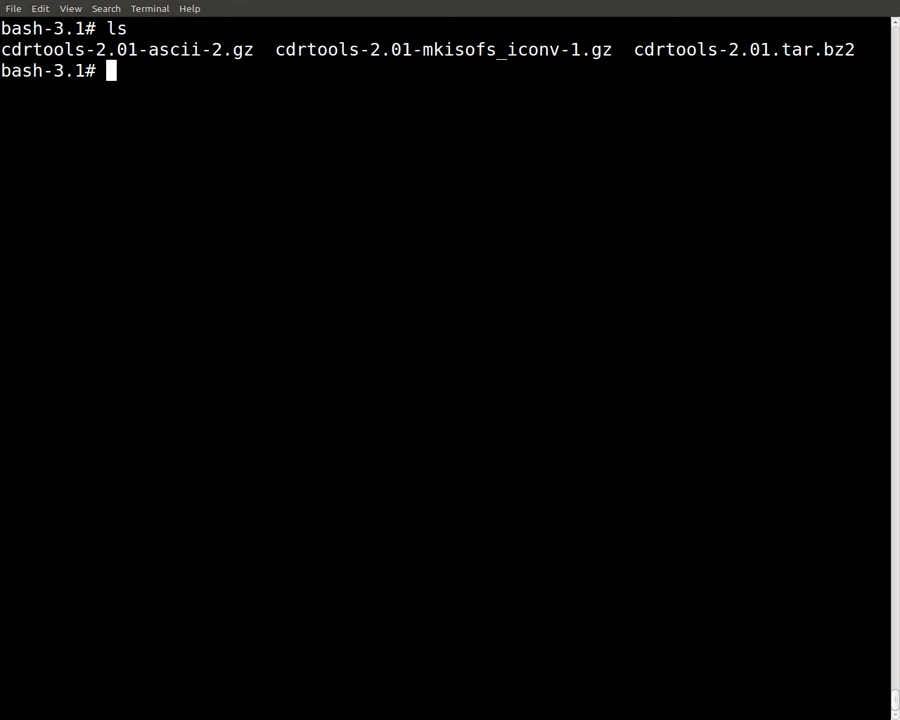 File Edit View Search Terminal Help
bash-3.1# ls
cdrtools-2.01-ascii-2.gz  cdrtools-2.01-mkisofs_iconv-1.gz  cdrtools-2.01.tar.bz2
bash-3.1#